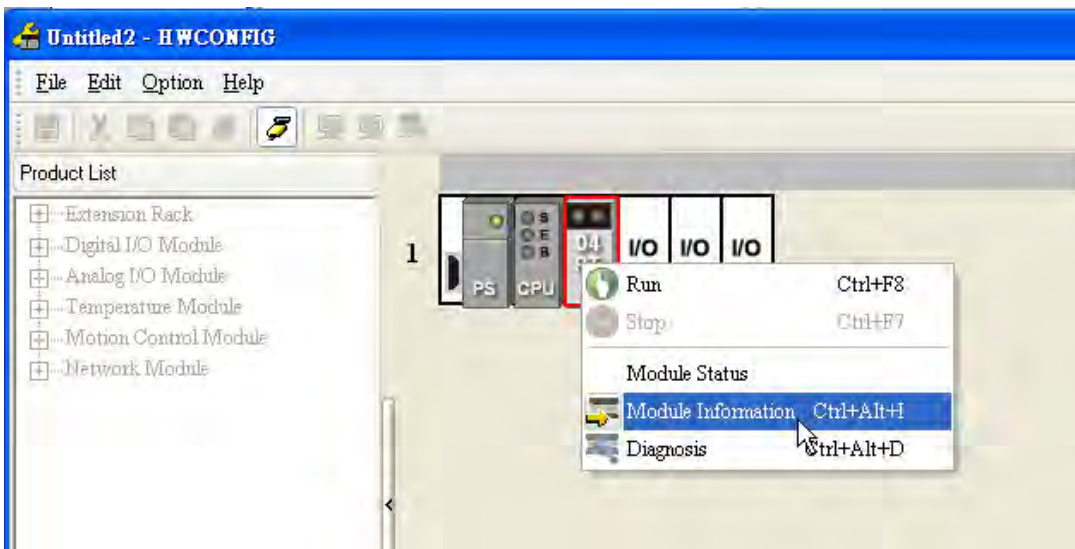 Untitled2 - HWCONFIG
File Edit Option Help
Product List
Extension Rack
Digital I/O Module
Analog I/O Module
Temperature Module
Motion Control Module
Network Module
1
PS
CPU
S
E
B
04
I/O I/O I/O
Run Ctrl+F8
Stop Ctrl+F7
Module Status
Module Information Ctrl+Alt+I
Diagnosis Ctrl+Alt+D